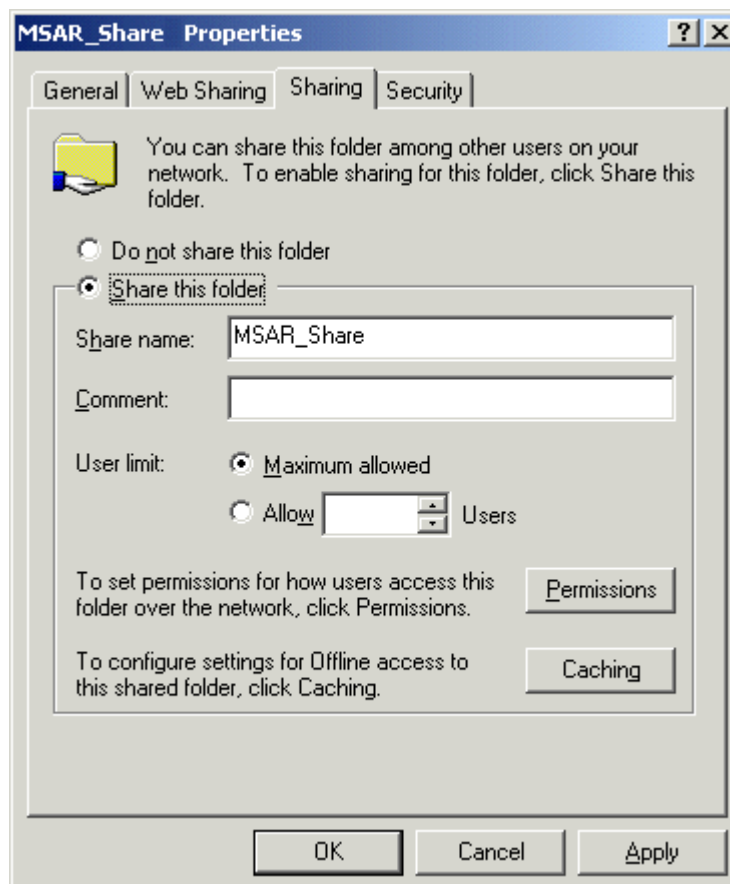 MSAR_Share Properties
General Web Sharing Sharing Security
You can share this folder among other users on your
network. To enable sharing for this folder, click Share this
folder.
Do not share this folder
Share this folder
Share name: MSAR_Share
Comment:
User limit: Maximum allowed
Allow Users
To set permissions for how users access this
folder over the network, click Permissions.
Permissions
To configure settings for Offline access to
this shared folder, click Caching.
Caching
OK Cancel Apply